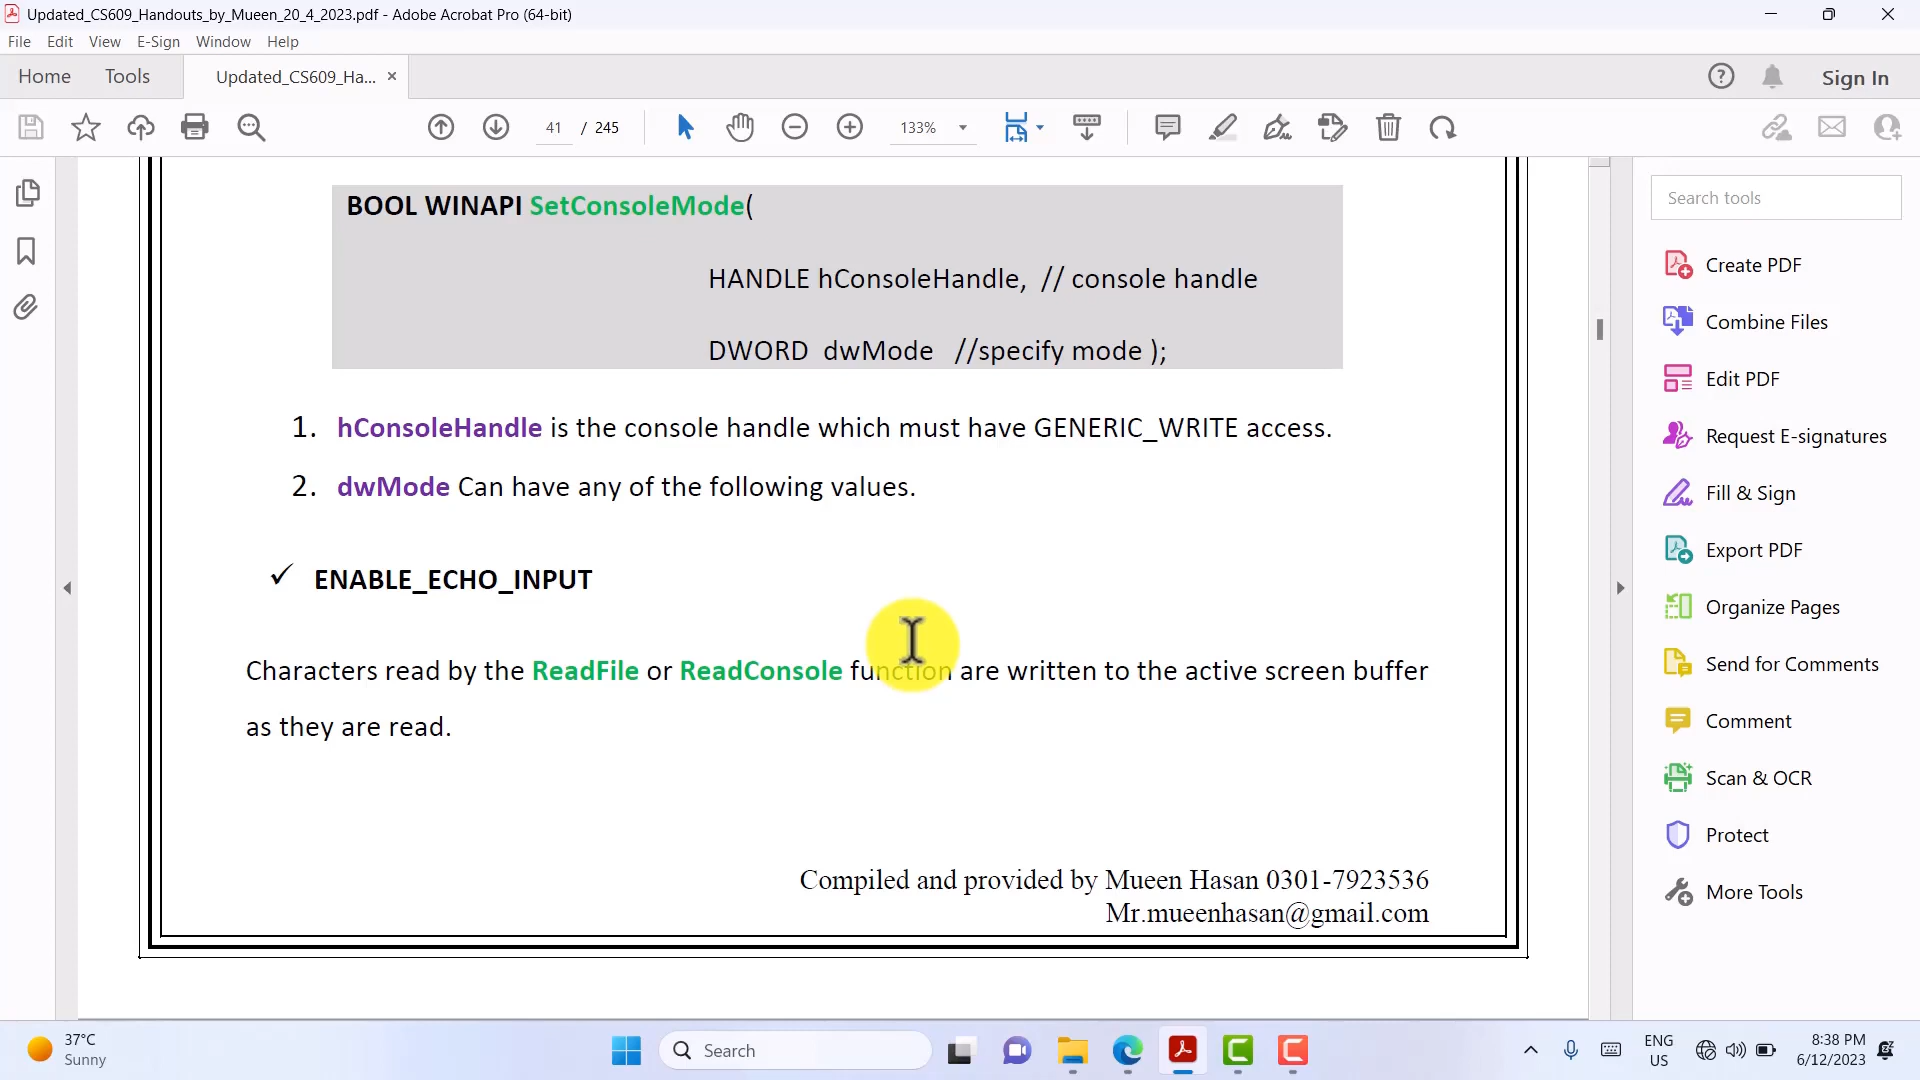 Updated_CS609_Handouts_by_Mueen_20_4_2023.pdf - Adobe Acrobat Pro (64-bit)
File Edit View E-Sign Window Help
Home Tools Updated_CS609_Ha... × Sign In
41 / 245 133%
BOOL WINAPI SetConsoleMode(
HANDLE hConsoleHandle, // console handle
DWORD dwMode //specify mode );
1. hConsoleHandle is the console handle which must have GENERIC_WRITE access.
2. dwMode Can have any of the following values.
✓ ENABLE_ECHO_INPUT
Characters read by the ReadFile or ReadConsole function are written to the active screen buffer
as they are read.
Compiled and provided by Mueen Hasan 0301-7923536
Mr.mueenhasan@gmail.com
Search tools
Create PDF
Combine Files
Edit PDF
Request E-signatures
Fill & Sign
Export PDF
Organize Pages
Send for Comments
Comment
Scan & OCR
Protect
More Tools
37°C
Sunny
Search
ENG
US
8:38 PM
6/12/2023